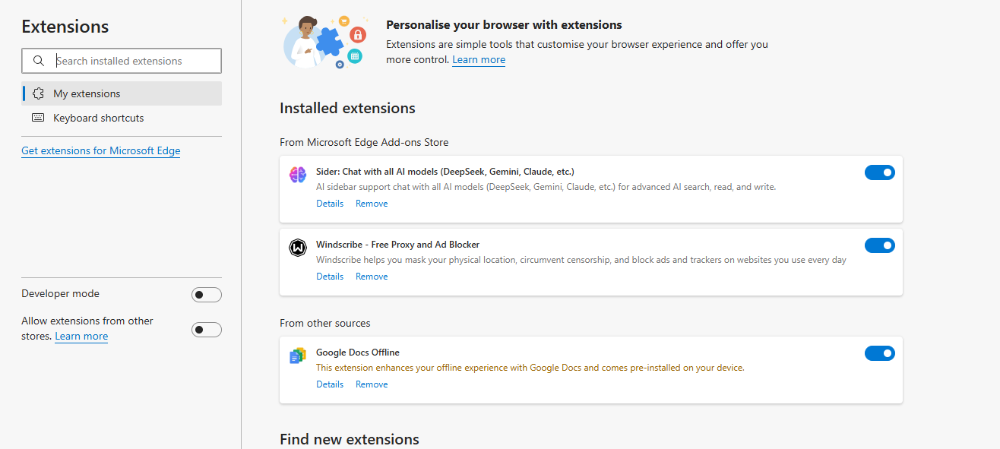 Extensions
Search installed extensions
My extensions
Keyboard shortcuts
Get extensions for Microsoft Edge
Developer mode
Allow extensions from other
stores. Learn more
Personalise your browser with extensions
Extensions are simple tools that customise your browser experience and offer you
more control. Learn more
Installed extensions
From Microsoft Edge Add-ons Store
Sider: Chat with all AI models (DeepSeek, Gemini, Claude, etc.)
AI sidebar support chat with all AI models (DeepSeek, Gemini, Claude, etc.) for advanced AI search, read, and write.
Details Remove
Windscribe - Free Proxy and Ad Blocker
Windscribe helps you mask your physical location, circumvent censorship, and block ads and trackers on websites you use every day
Details Remove
From other sources
Google Docs Offline
This extension enhances your offline experience with Google Docs and comes pre-installed on your device.
Details Remove
Find new extensions